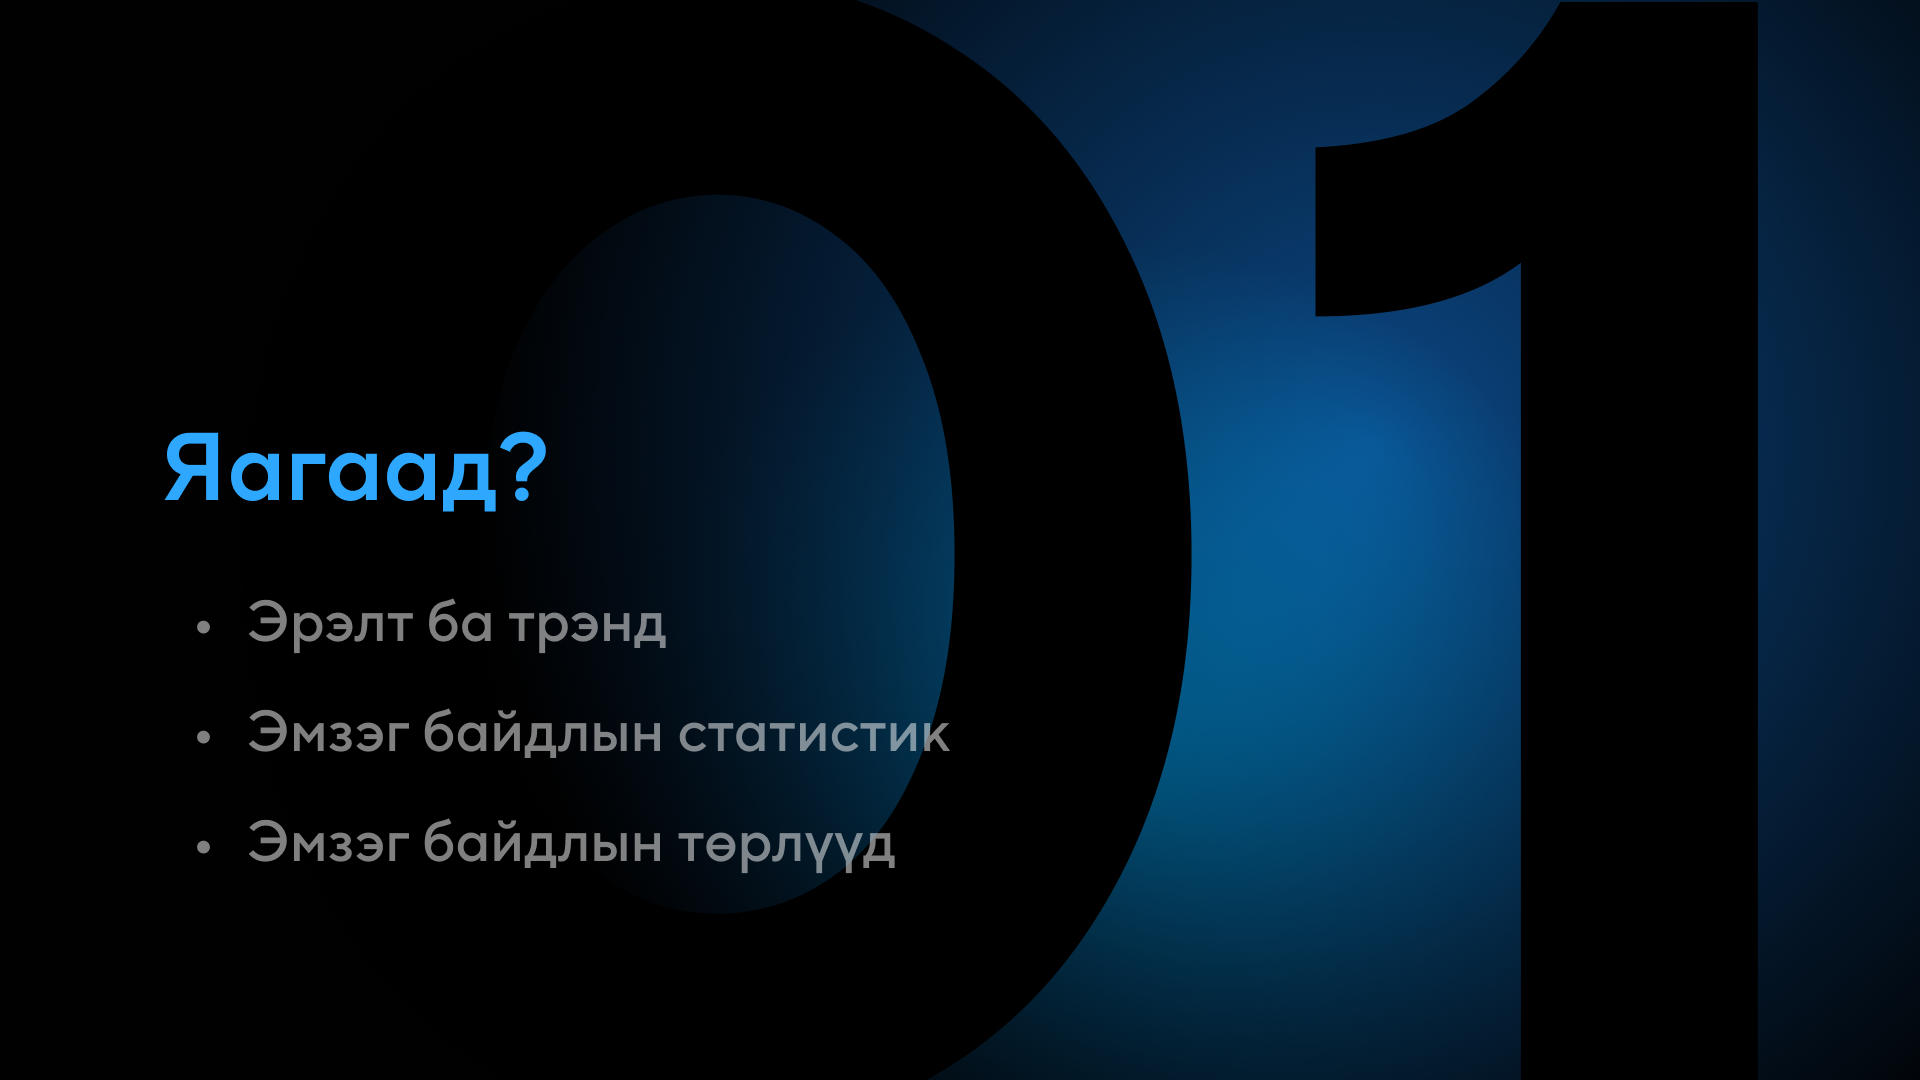 01
Яагаад?
• Эрэлт ба трэнд
• Эмзэг байдлын статистик
• Эмзэг байдлын төрлүүд